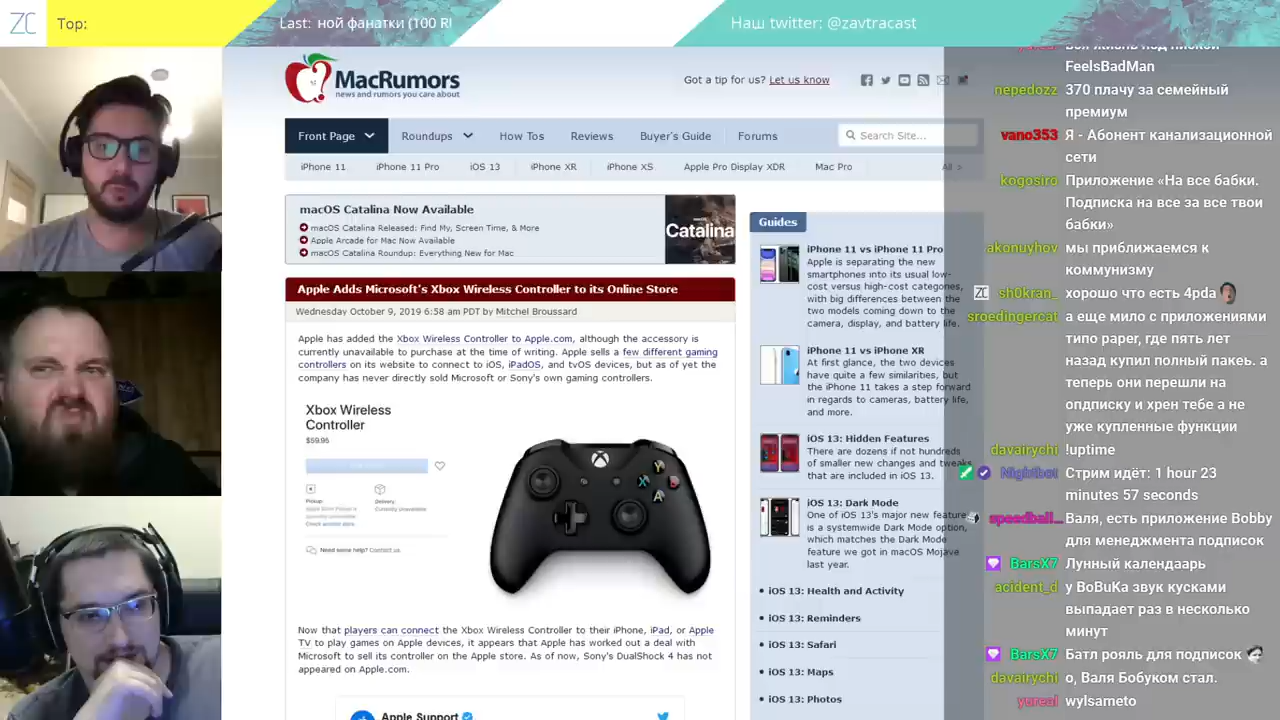 ZC
Top:
Last: ной фанатки (100 RI
Наш twitter: @zavtracast
MacRumors
news and rumors you care about
Got a tip for us? Let us know
Front Page
Roundups
How Tos
Reviews
Buyer's Guide
Forums
Search Site...
iPhone 11
iPhone 11 Pro
iOS 13
iPhone XR
iPhone XS
Apple Pro Display XDR
Mac Pro
All >
macOS Catalina Now Available
macOS Catalina Released: Find My, Screen Time, & More
Apple Arcade for Mac Now Available
macOS Catalina Roundup: Everything New for Mac
Catalina
Apple Adds Microsoft's Xbox Wireless Controller to its Online Store
Wednesday October 9, 2019 6:58 am PDT by Mitchel Broussard
Apple has added the Xbox Wireless Controller to Apple.com, although the accessory is
currently unavailable to purchase at the time of writing. Apple sells a few different gaming
controllers on its website to connect to iOS, iPadOS, and tvOS devices, but as of yet the
company has never directly sold Microsoft or Sony's own gaming controllers.
Xbox Wireless
Controller
$59.95
Pickup:
Delivery:
Currently Unavailable
Check another store
Need some help? Contact us.
Y
X
B
A
Now that players can connect the Xbox Wireless Controller to their iPhone, iPad, or Apple
TV to play games on Apple devices, it appears that Apple has worked out a deal with
Microsoft to sell its controller on the Apple store. As of now, Sony's DualShock 4 has not
appeared on Apple.com.
Apple Support
Guides
iPhone 11 vs iPhone 11 Pro
Apple is separating the new
smartphones into its usual low-
cost versus high-cost categories,
with big differences between the
two models coming down to the
camera, display, and battery life.
iPhone 11 vs iPhone XR
At first glance, the two devices
have quite a few similarities, but
the iPhone 11 takes a step forward
in regards to cameras, battery life,
and more.
iOS 13: Hidden Features
There are dozens if not hundreds
of smaller new changes and tweaks
that are included in iOS 13.
iOS 13: Dark Mode
One of iOS 13's major new features
is a systemwide Dark Mode option,
which matches the Dark Mode
feature we got in macOS Mojave
last year.
iOS 13: Health and Activity
iOS 13: Reminders
iOS 13: Safari
iOS 13: Maps
iOS 13: Photos
FeelsBadMan
nepedozz 370 плачу за семейный
премиум
vano353 Я - Абонент канализационной
сети
kogosiro Приложение «На все бабки.
Подписка на все за все твои
бабки»
akonuyhov мы приближаемся к
коммунизму
ZC sh0kran_ хорошо что есть 4pda
sroedingercat а еще мило с приложениями
типо paper, где пять лет
назад купил полный пакеь. а
теперь они перешли на
опдписку и хрен тебе а не
уже купленные функции
davairychi !uptime
Nightbot Стрим идёт: 1 hour 23
minutes 57 seconds
speedball... Валя, есть приложение Bobby
для менеджмента подписок
BarsX7 Лунный календаарь
acident_d у BoBuKa звук кусками
выпадает раз в несколько
минут
BarsX7 Батл рояль для подписок
davairychi о, Валя Бобуком стал.
yureal wylsameto